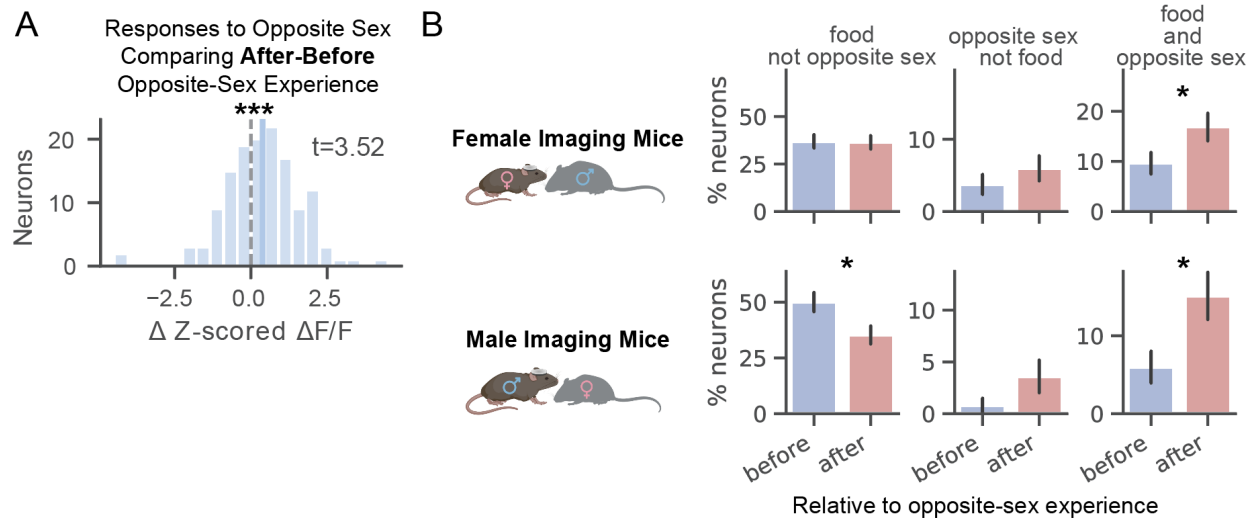 A
Responses to Opposite Sex
Comparing After-Before
Opposite-Sex Experience
***
t=3.52
20
10
0
Neurons
−2.5 0.0 2.5
Δ Z-scored ΔF/F
B
food
not opposite sex
opposite sex
not food
food
and
opposite sex
Female Imaging Mice
♀ ♂
% neurons
50
25
0
10
0
*
20
10
0
Male Imaging Mice
♂ ♀
% neurons
*
50
25
0
10
5
0
*
10
0
before after
before after
before after
Relative to opposite-sex experience